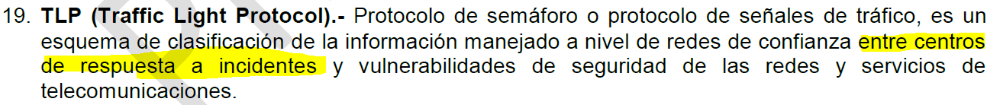 19. TLP (Traffic Light Protocol).- Protocolo de semáforo o protocolo de señales de tráfico, es un
esquema de clasificación de la información manejado a nivel de redes de confianza entre centros
de respuesta a incidentes y vulnerabilidades de seguridad de las redes y servicios de
telecomunicaciones.